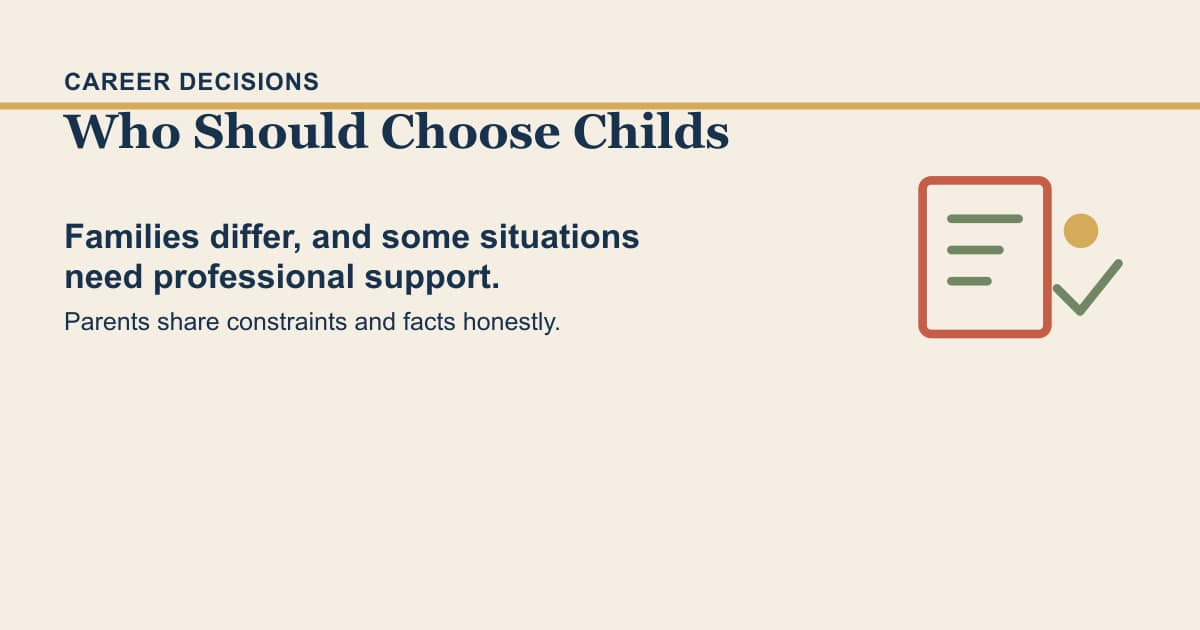 CAREER DECISIONS
Who Should Choose Childs
Families differ, and some situations
need professional support.
Parents share constraints and facts honestly.